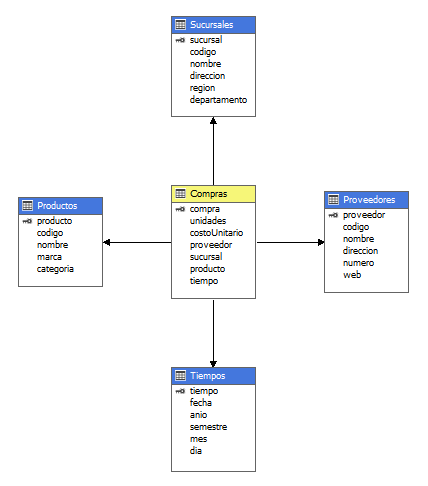 Sucursales
sucursal
codigo
nombre
direccion
region
departamento
Productos
producto
codigo
nombre
marca
categoria
Compras
compra
unidades
costoUnitario
proveedor
sucursal
producto
tiempo
Proveedores
proveedor
codigo
nombre
direccion
numero
web
Tiempos
tiempo
fecha
anio
semestre
mes
dia